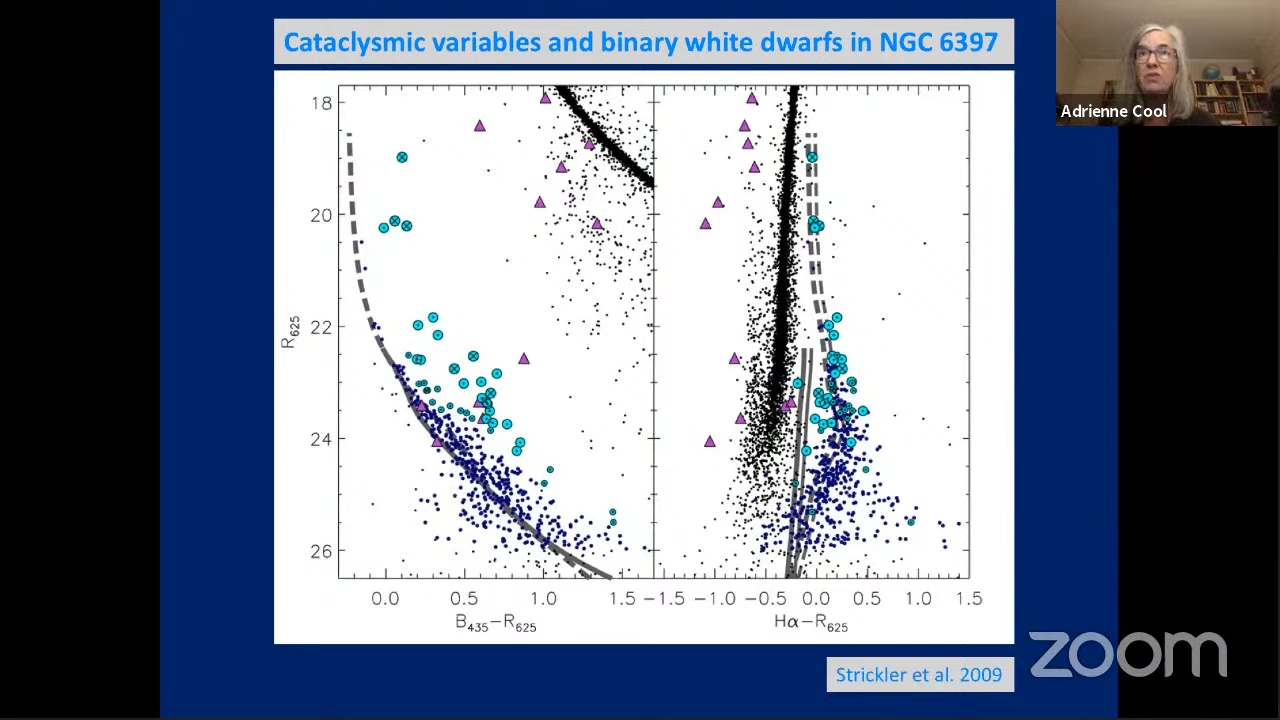 Cataclysmic variables and binary white dwarfs in NGC 6397
Adrienne Cool
18
20
22
24
26
R625
0.0 0.5 1.0 1.5 −1.5 −1.0 −0.5 0.0 0.5 1.0 1.5
B435−R625 Hα−R625
Strickler et al. 2009
zoom